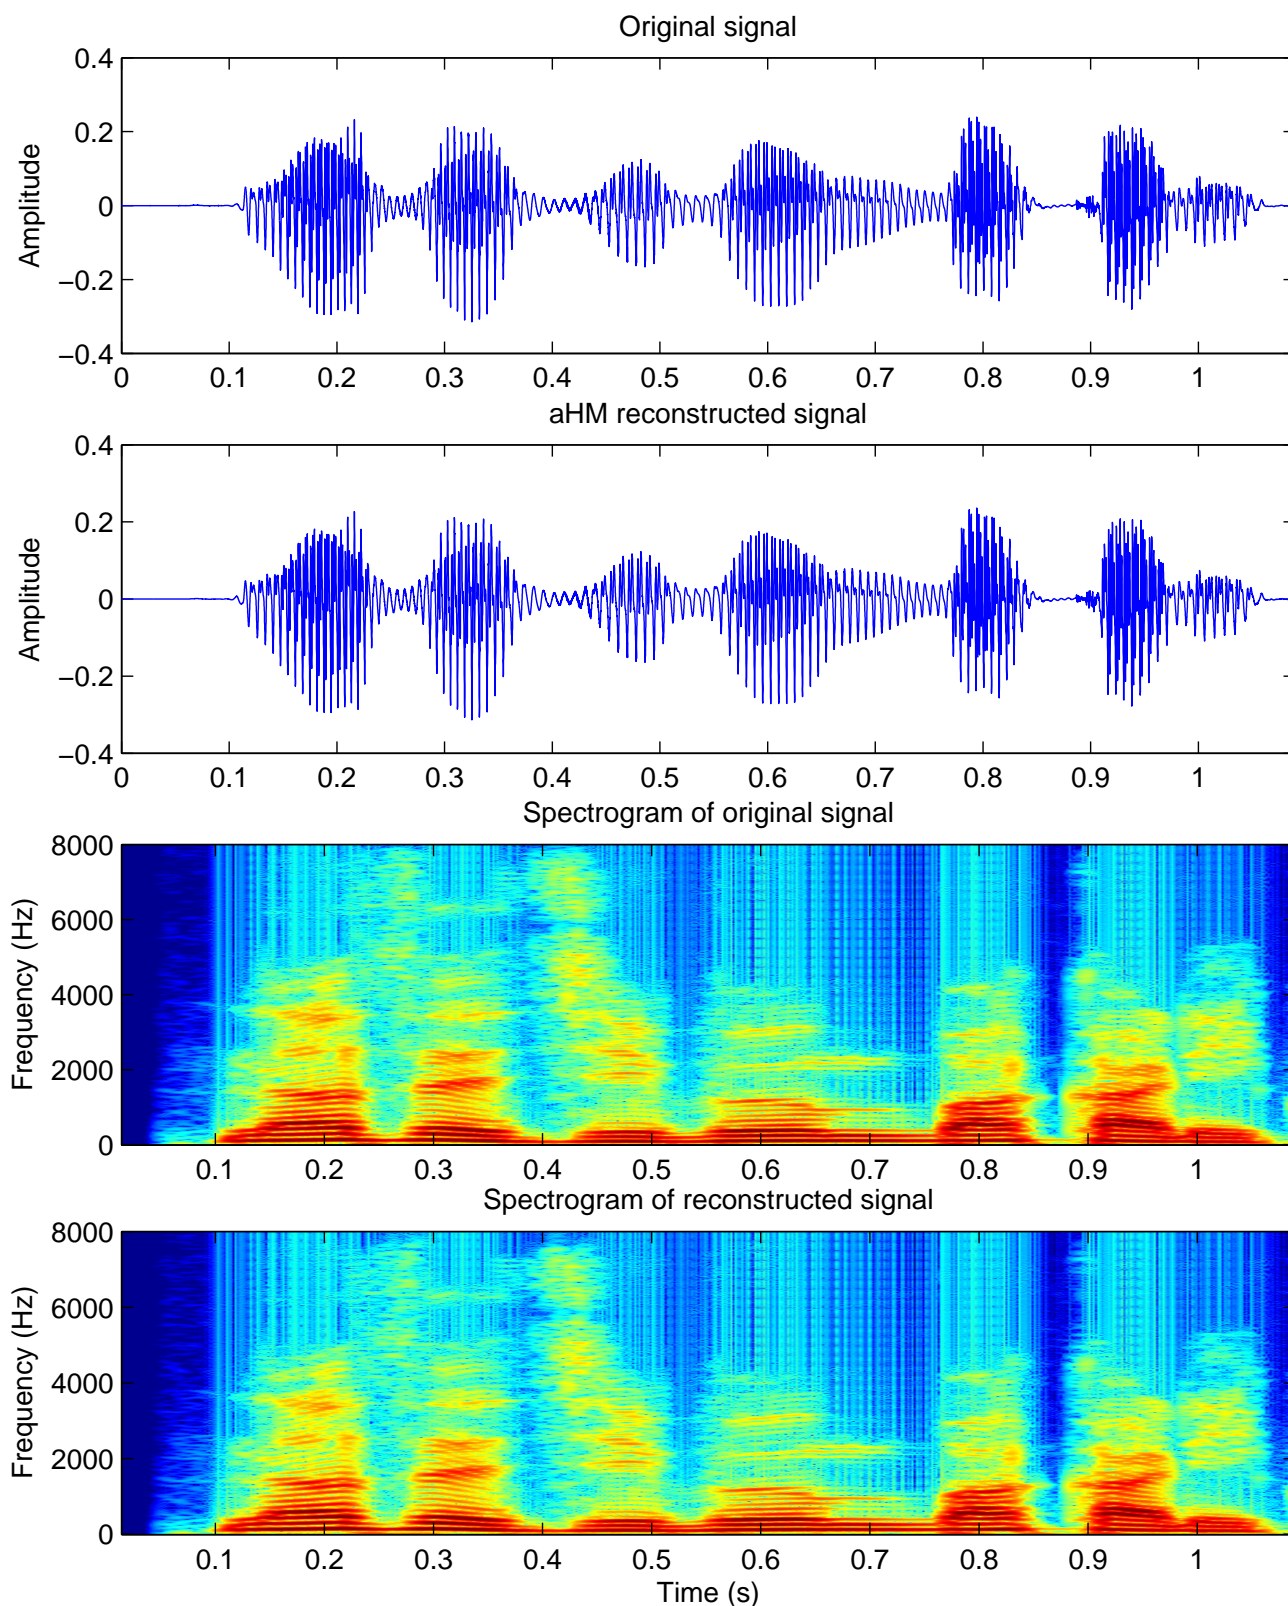 Original signal
0.4
0.2
0
−0.2
−0.4
Amplitude
0 0.1 0.2 0.3 0.4 0.5 0.6 0.7 0.8 0.9 1
aHM reconstructed signal
0.4
0.2
0
−0.2
−0.4
Amplitude
0 0.1 0.2 0.3 0.4 0.5 0.6 0.7 0.8 0.9 1
Spectrogram of original signal
8000
6000
4000
2000
0
Frequency (Hz)
0.1 0.2 0.3 0.4 0.5 0.6 0.7 0.8 0.9 1
Spectrogram of reconstructed signal
8000
6000
4000
2000
0
Frequency (Hz)
0.1 0.2 0.3 0.4 0.5 0.6 0.7 0.8 0.9 1
Time (s)